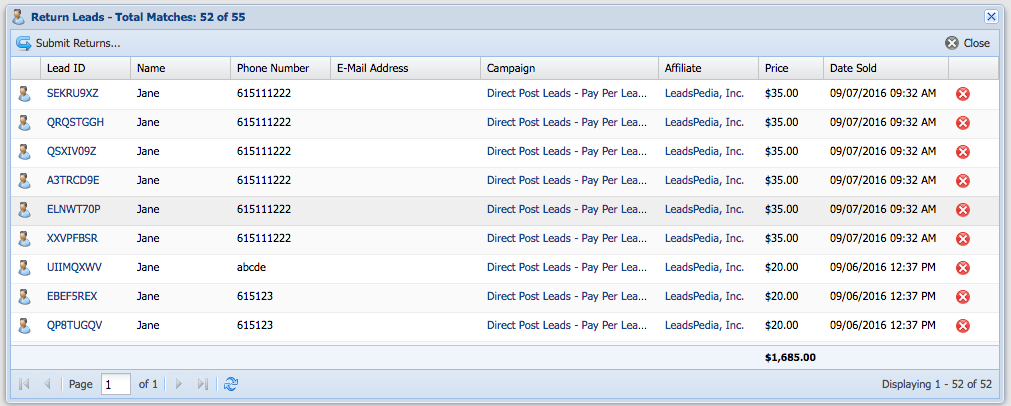 Return Leads - Total Matches: 52 of 55
Submit Returns... Close
Lead ID Name Phone Number E-Mail Address Campaign Affiliate Price Date Sold
SEKRU9XZ Jane 615111222 Direct Post Leads - Pay Per Lea... LeadsPedia, Inc. $35.00 09/07/2016 09:32 AM
QRQSTGGH Jane 615111222 Direct Post Leads - Pay Per Lea... LeadsPedia, Inc. $35.00 09/07/2016 09:32 AM
QSXIV09Z Jane 615111222 Direct Post Leads - Pay Per Lea... LeadsPedia, Inc. $35.00 09/07/2016 09:32 AM
A3TRCD9E Jane 615111222 Direct Post Leads - Pay Per Lea... LeadsPedia, Inc. $35.00 09/07/2016 09:32 AM
ELNWT70P Jane 615111222 Direct Post Leads - Pay Per Lea... LeadsPedia, Inc. $35.00 09/07/2016 09:32 AM
XXVPFBSR Jane 615111222 Direct Post Leads - Pay Per Lea... LeadsPedia, Inc. $35.00 09/07/2016 09:32 AM
UIIMQXWV Jane abcde Direct Post Leads - Pay Per Lea... LeadsPedia, Inc. $20.00 09/06/2016 12:37 PM
EBEF5REX Jane 615123 Direct Post Leads - Pay Per Lea... LeadsPedia, Inc. $20.00 09/06/2016 12:37 PM
QP8TUGQV Jane 615123 Direct Post Leads - Pay Per Lea... LeadsPedia, Inc. $20.00 09/06/2016 12:37 PM
$1,685.00
Page 1 of 1 Displaying 1 - 52 of 52